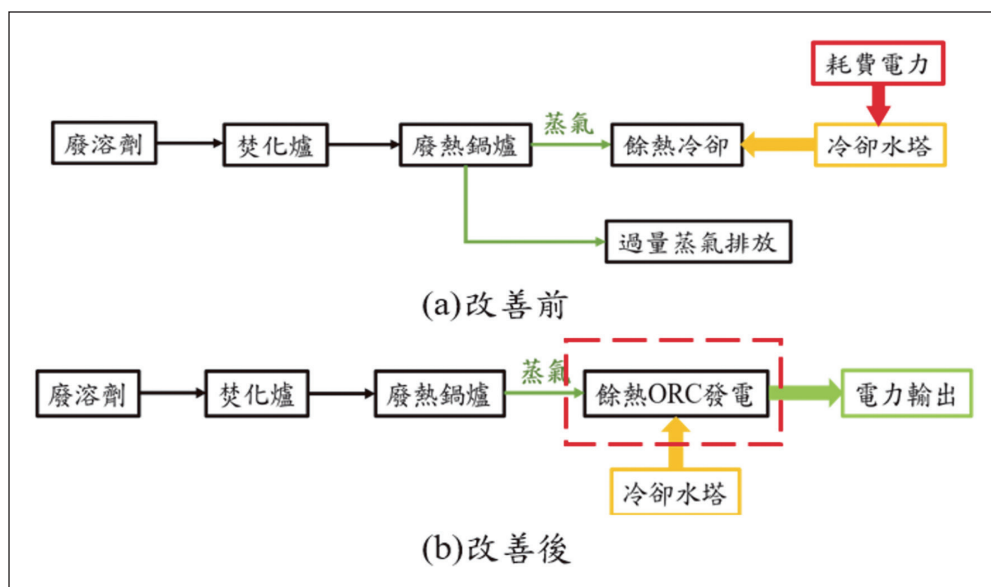 耗費電力
廢溶劑
焚化爐
廢熱鍋爐
蒸氣
餘熱冷卻
冷卻水塔
過量蒸氣排放
(a)改善前
廢溶劑
焚化爐
廢熱鍋爐
蒸氣
餘熱ORC發電
電力輸出
冷卻水塔
(b)改善後